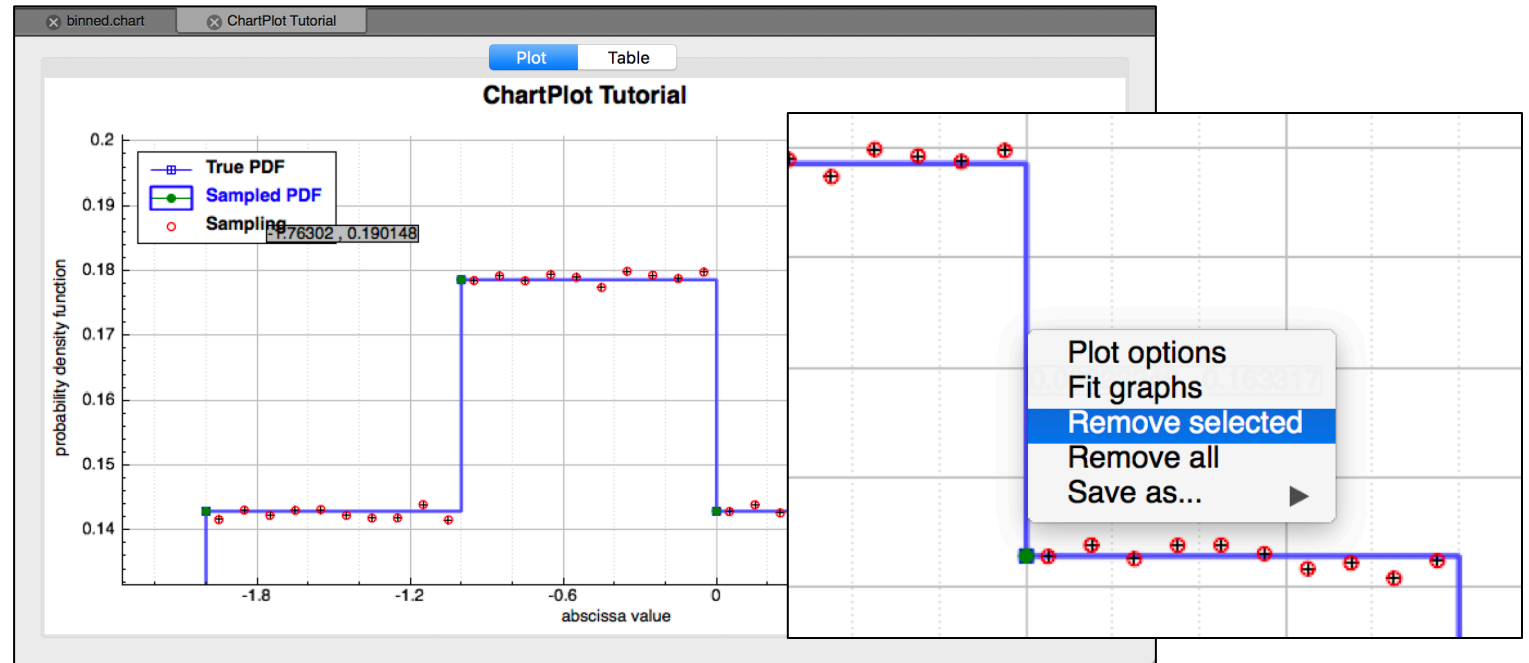 binned.chart
ChartPlot Tutorial
Plot
Table
ChartPlot Tutorial
0.2
0.19
0.18
0.17
0.16
0.15
0.14
probability density function
True PDF
Sampled PDF
Sampling
-1.76302 , 0.190148
-1.8
-1.2
-0.6
0
abscissa value
Plot options
Fit graphs
Remove selected
Remove all
Save as...